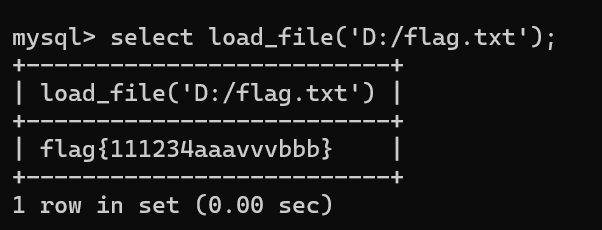 mysql> select load_file('D:/flag.txt');
+---------------------------+
| load_file('D:/flag.txt') |
+---------------------------+
| flag{111234aaavvvbbb}    |
+---------------------------+
1 row in set (0.00 sec)